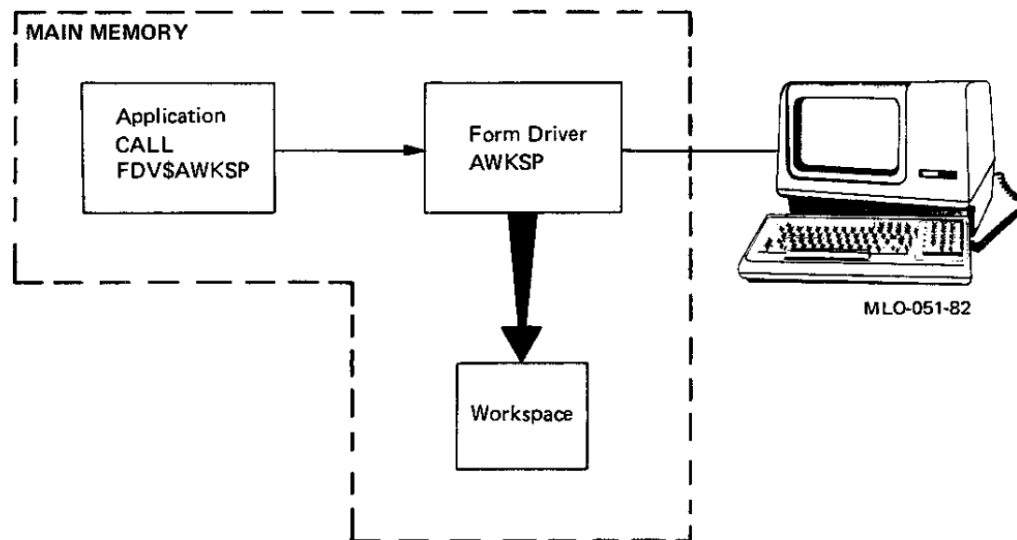 MAIN MEMORY
Application
CALL
FDV$AWKSP
Form Driver
AWKSP
MLO-051-82
Workspace